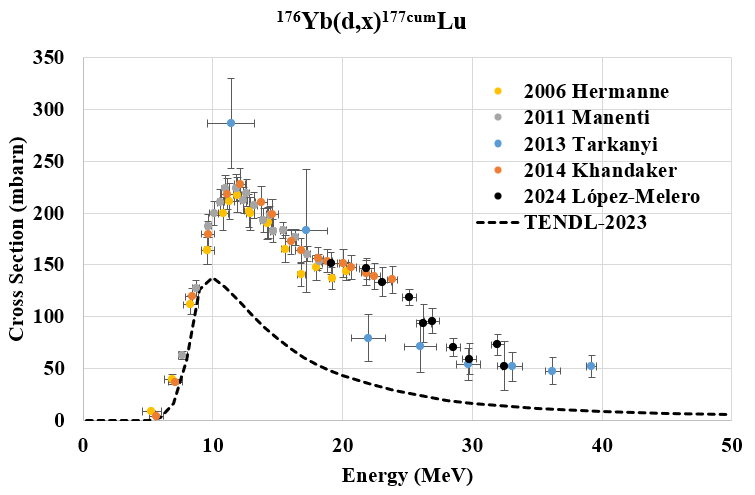 ¹⁷⁶Yb(d,x)¹⁷⁷ᶜᵘᵐLu
350
300
250
200
150
100
50
0
Cross Section (mbarn)
2006 Hermanne
2011 Manenti
2013 Tarkanyi
2014 Khandaker
2024 López-Melero
TENDL-2023
0 10 20 30 40 50
Energy (MeV)